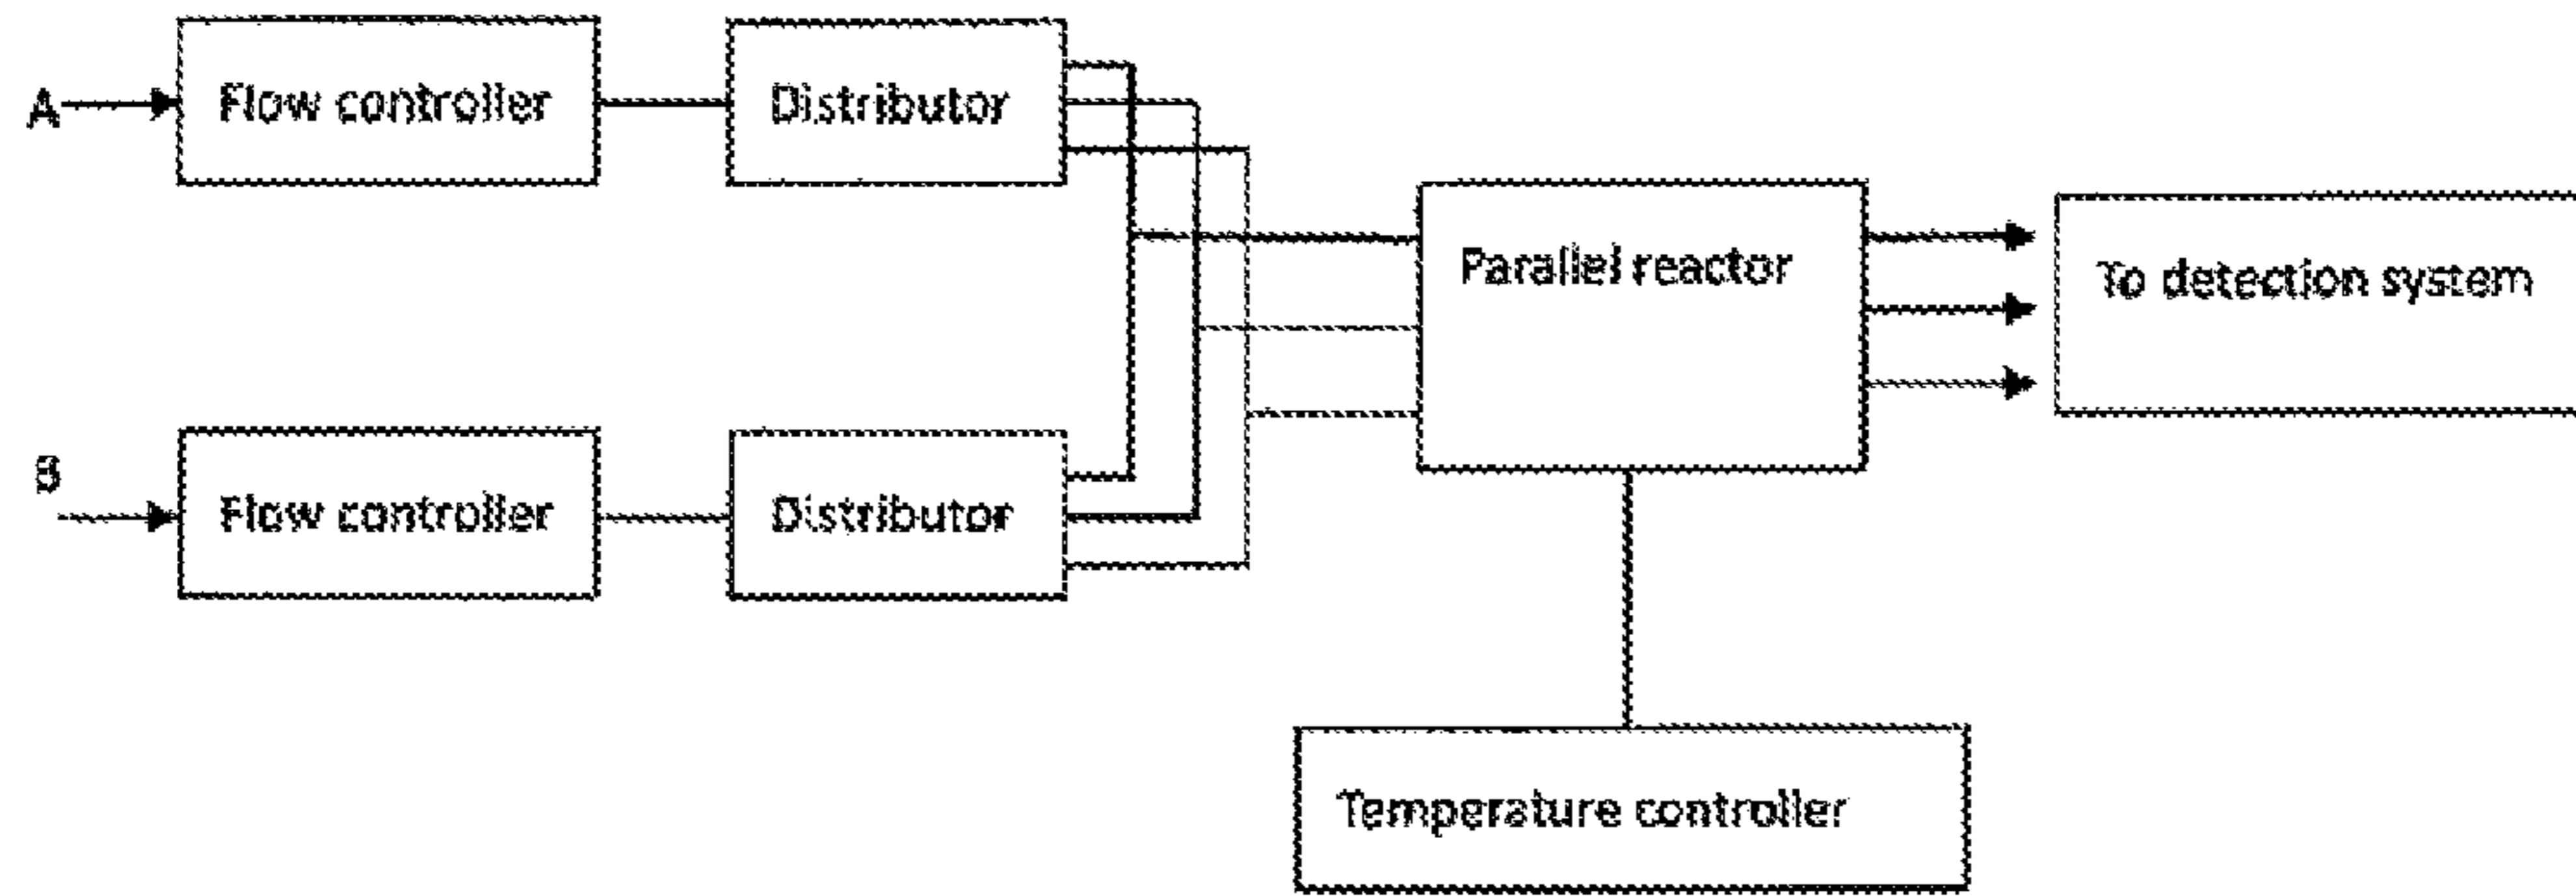 A
Flow controller
Distributor
Parallel reactor
To detection system
B
Flow controller
Distributor
Temperature controller